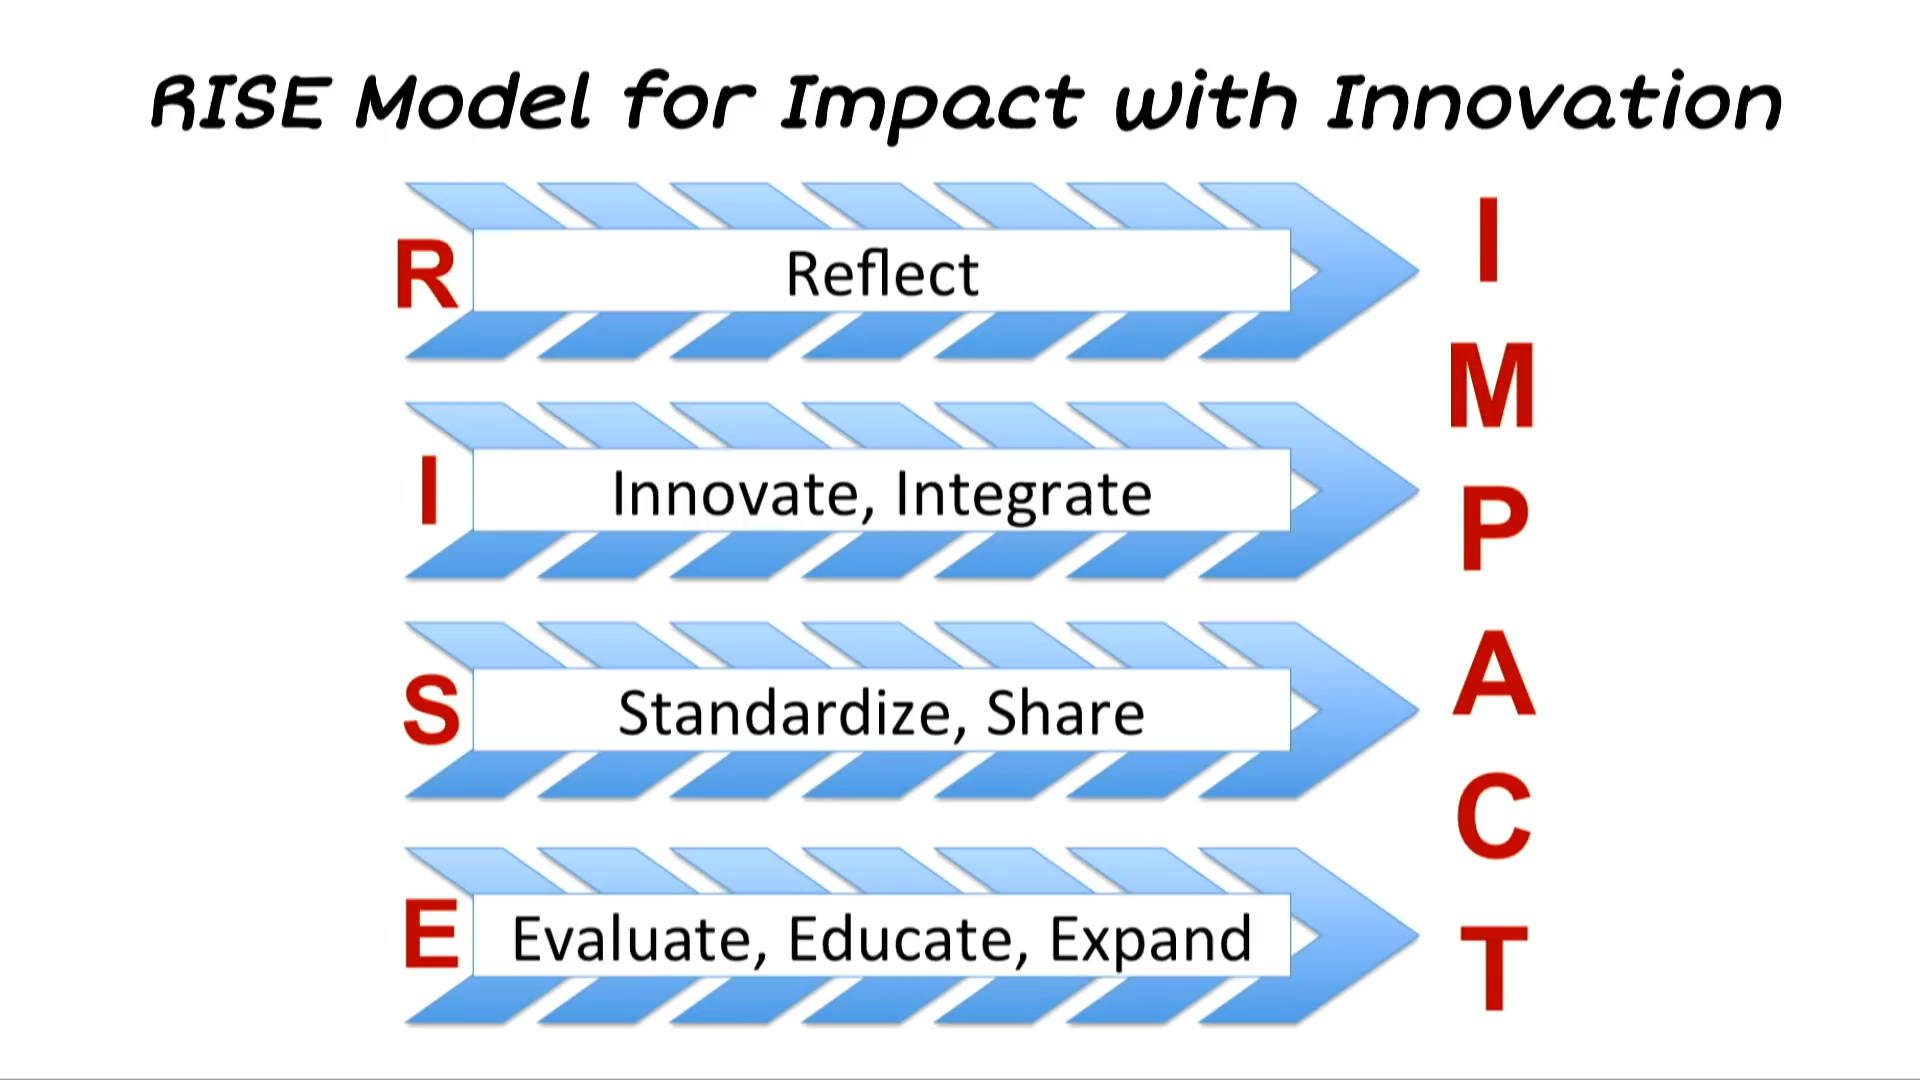 RISE Model for Impact with Innovation
R Reflect
I Innovate, Integrate
S Standardize, Share
E Evaluate, Educate, Expand
I
M
P
A
C
T